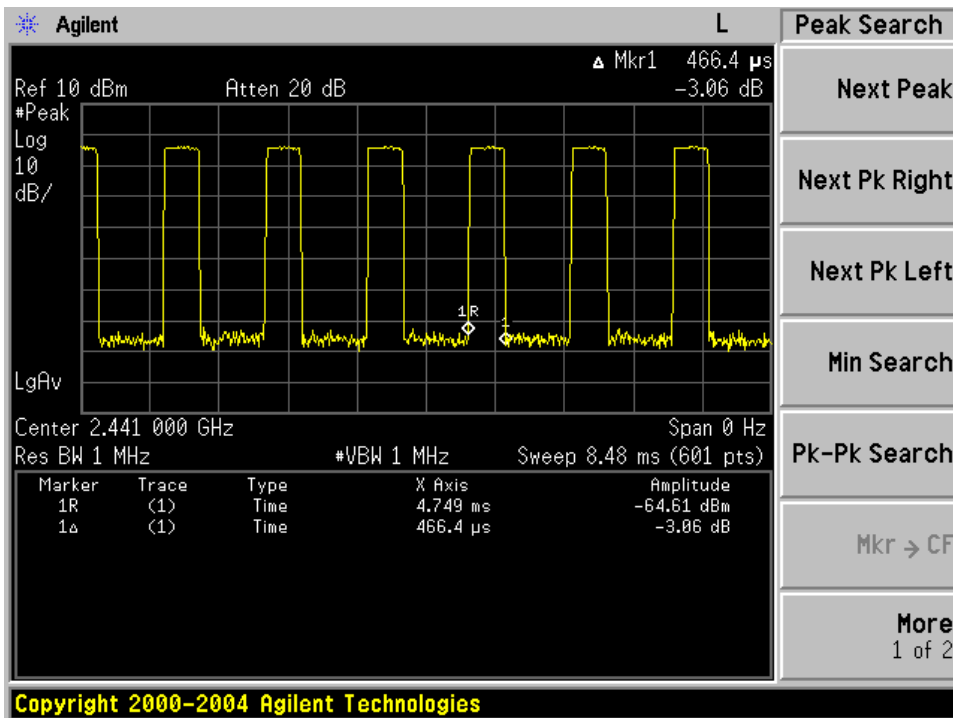 Agilent L Peak Search
Δ Mkr1 466.4 µs
Ref 10 dBm Atten 20 dB -3.06 dB
#Peak
Log
10
dB/
1R
1
LgAv
Center 2.441 000 GHz Span 0 Hz
Res BW 1 MHz #VBW 1 MHz Sweep 8.48 ms (601 pts)
Marker Trace Type X Axis Amplitude
1R (1) Time 4.749 ms -64.61 dBm
1Δ (1) Time 466.4 µs -3.06 dB
Next Peak
Next Pk Right
Next Pk Left
Min Search
Pk-Pk Search
Mkr → CF
More
1 of 2
Copyright 2000-2004 Agilent Technologies